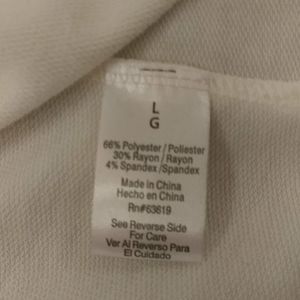 L
G
66% Polyester / Poliester
30% Rayon / Rayon
4% Spandex /Spandex
Made in China
Hecho en China
Rn#63619
See Reverse Side
For Care
Ver Al Reverso Para
El Cuidado